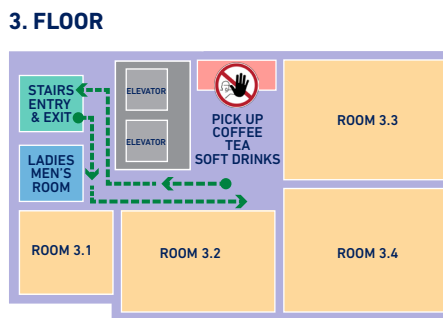 3. FLOOR
STAIRS
ENTRY
& EXIT
ELEVATOR
ELEVATOR
PICK UP
COFFEE
TEA
SOFT DRINKS
ROOM 3.3
LADIES
MEN'S
ROOM
ROOM 3.1
ROOM 3.2
ROOM 3.4